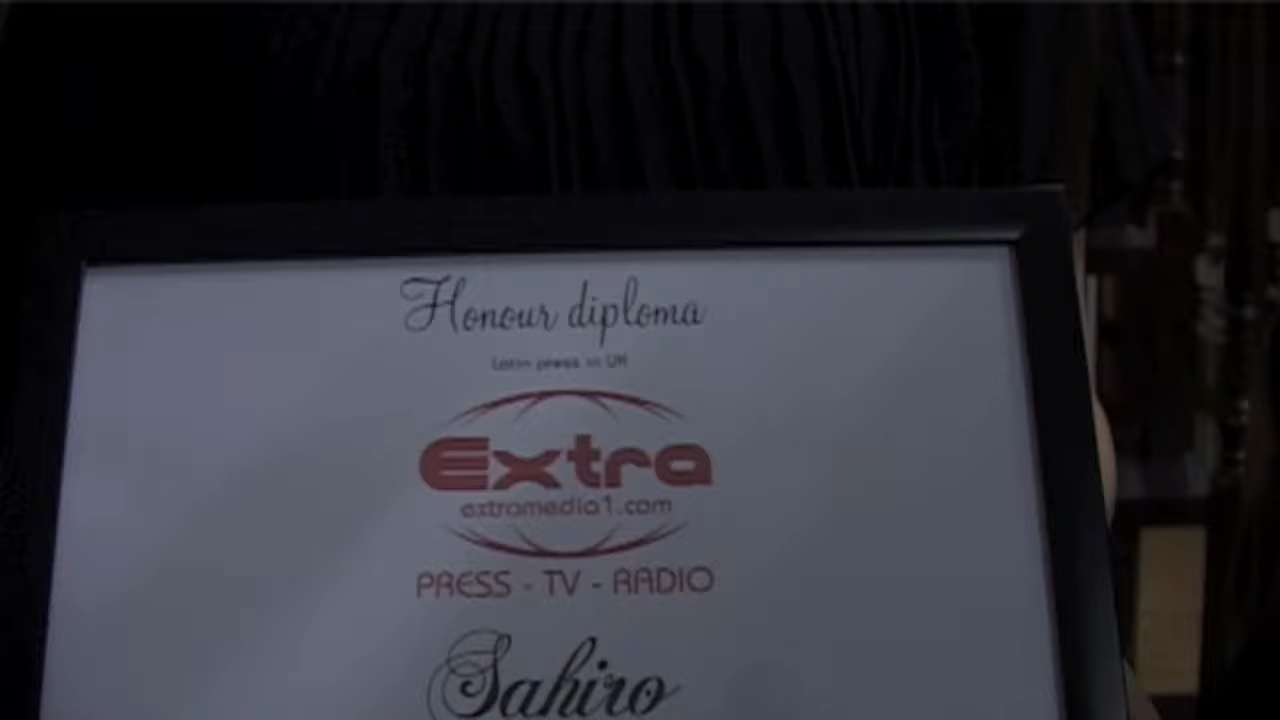 Honour diploma
Latin press in UK
Extra
extramedia1.com
PRESS - TV - RADIO
Sahiro